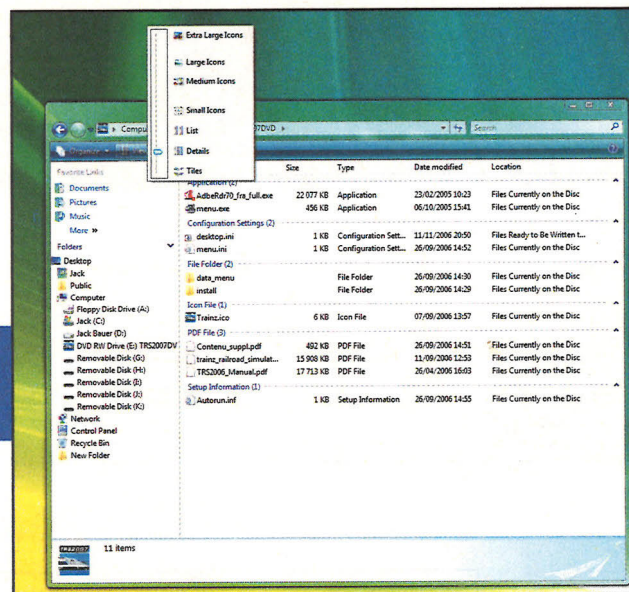 Extra Large Icons
Large Icons
Medium Icons
Small Icons
List
Details
Tiles
Search
Size Type Date modified Location
Favorite Links
Documents
Pictures
Music
More »
Folders
Desktop
Jack
Public
Computer
Floppy Disk Drive (A:)
Jack (C:)
Jack Bauer (D:)
DVD RW Drive (E:) TRS2007DV
Removable Disk (G:)
Removable Disk (H:)
Removable Disk (I:)
Removable Disk (J:)
Removable Disk (K:)
Network
Control Panel
Recycle Bin
New Folder
Application (2)
AdbeRdr70_fra_full.exe 22 077 KB Application 23/02/2005 10:23 Files Currently on the Disc
menu.exe 456 KB Application 06/10/2005 15:41 Files Currently on the Disc
Configuration Settings (2)
desktop.ini 1 KB Configuration Sett... 11/11/2006 20:50 Files Ready to Be Written t...
menu.ini 1 KB Configuration Sett... 26/09/2006 14:52 Files Currently on the Disc
File Folder (2)
data_menu File Folder 26/09/2006 14:30 Files Currently on the Disc
install File Folder 26/09/2006 14:29 Files Currently on the Disc
Icon File (1)
Trainz.ico 6 KB Icon File 07/09/2006 13:57 Files Currently on the Disc
PDF File (3)
Contenu_suppl.pdf 492 KB PDF File 26/09/2006 14:51 Files Currently on the Disc
trainz_railroad_simulat... 15 908 KB PDF File 11/09/2006 12:53 Files Currently on the Disc
TRS2006_Manual.pdf 17 713 KB PDF File 26/04/2006 16:03 Files Currently on the Disc
Setup Information (1)
Autorun.inf 1 KB Setup Information 26/09/2006 14:55 Files Currently on the Disc
TRS2007
11 items